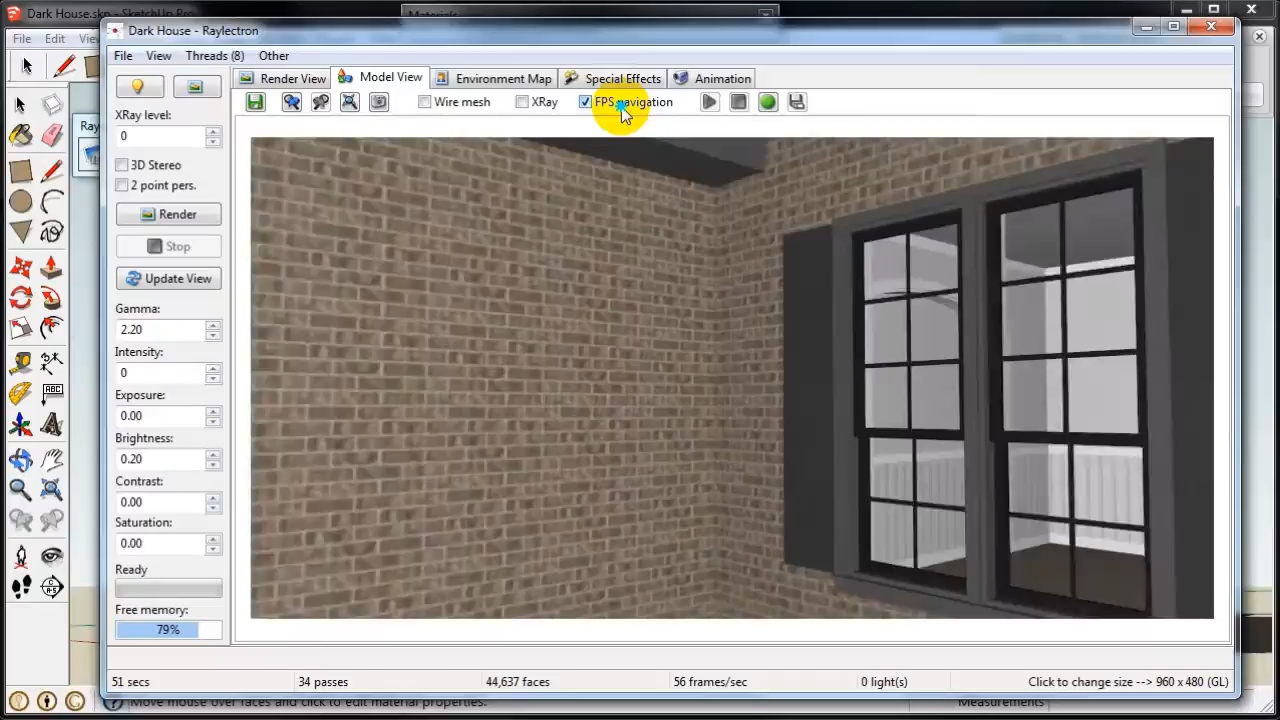 Dark House.skp - SketchUp Pro
Materials
File Edit View
Dark House - Raylectron
File View Threads (8) Other
Render View Model View Environment Map Special Effects Animation
Wire mesh XRay FPS navigation
XRay level:
0
3D Stereo
2 point pers.
Render
Stop
Update View
Gamma:
2.20
Intensity:
0
Exposure:
0.00
Brightness:
0.20
Contrast:
0.00
Saturation:
0.00
Ready
Free memory:
79%
Ray
ABC
51 secs 34 passes 44,637 faces 56 frames/sec 0 light(s) Click to change size --> 960 x 480 (GL)
Move mouse over faces and click to edit material properties.
Measurements